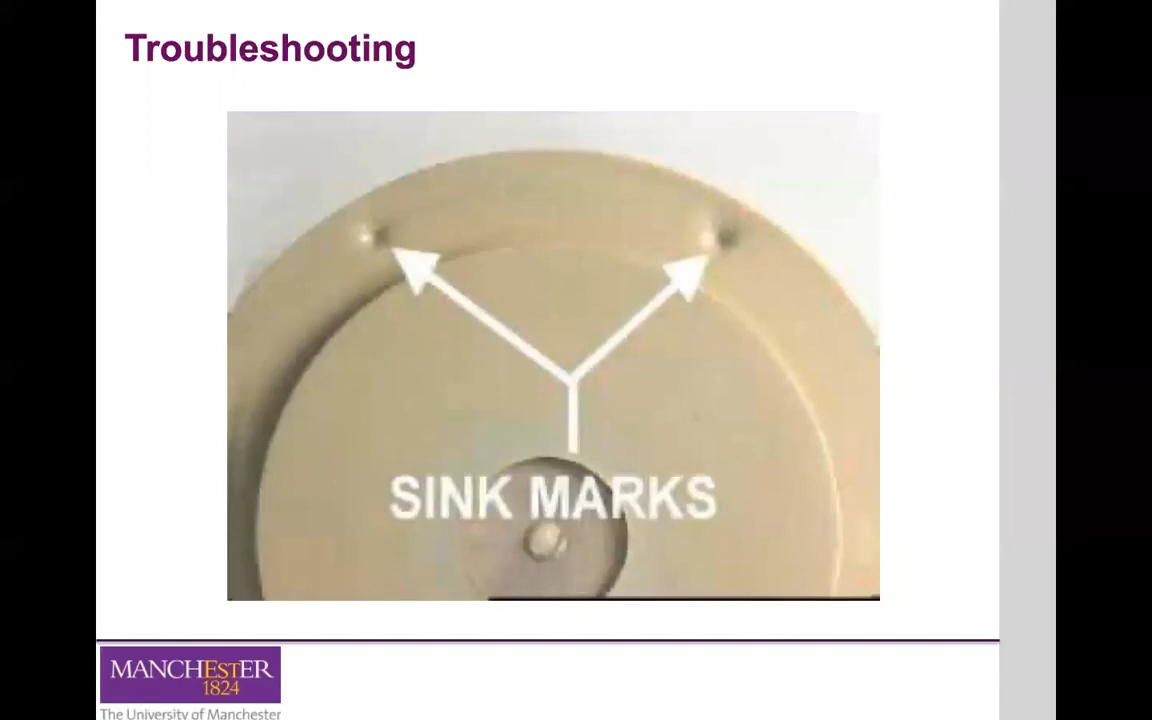 Troubleshooting
SINK MARKS
MANCHESTER
1824
The University of Manchester